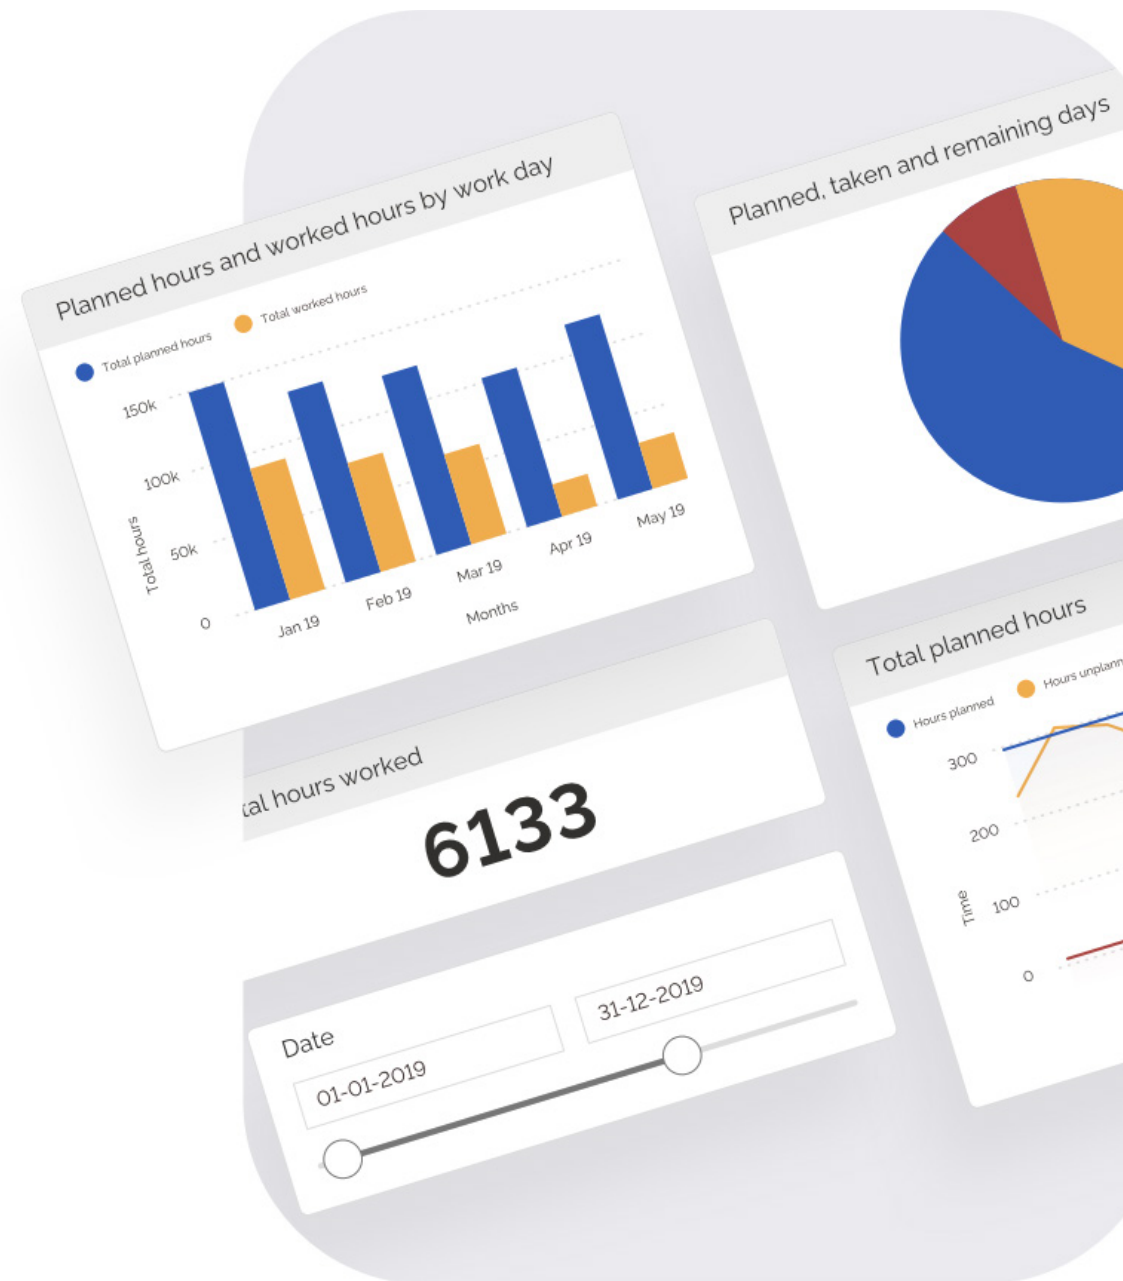 Planned hours and worked hours by work day
Total planned hours
Total worked hours
150k
100k
50k
0
Total hours
Jan 19
Feb 19
Mar 19
Apr 19
May 19
Months
Planned, taken and remaining days
tal hours worked
6133
Total planned hours
Hours planned
Hours unplann
300
200
100
0
Time
Date
01-01-2019
31-12-2019